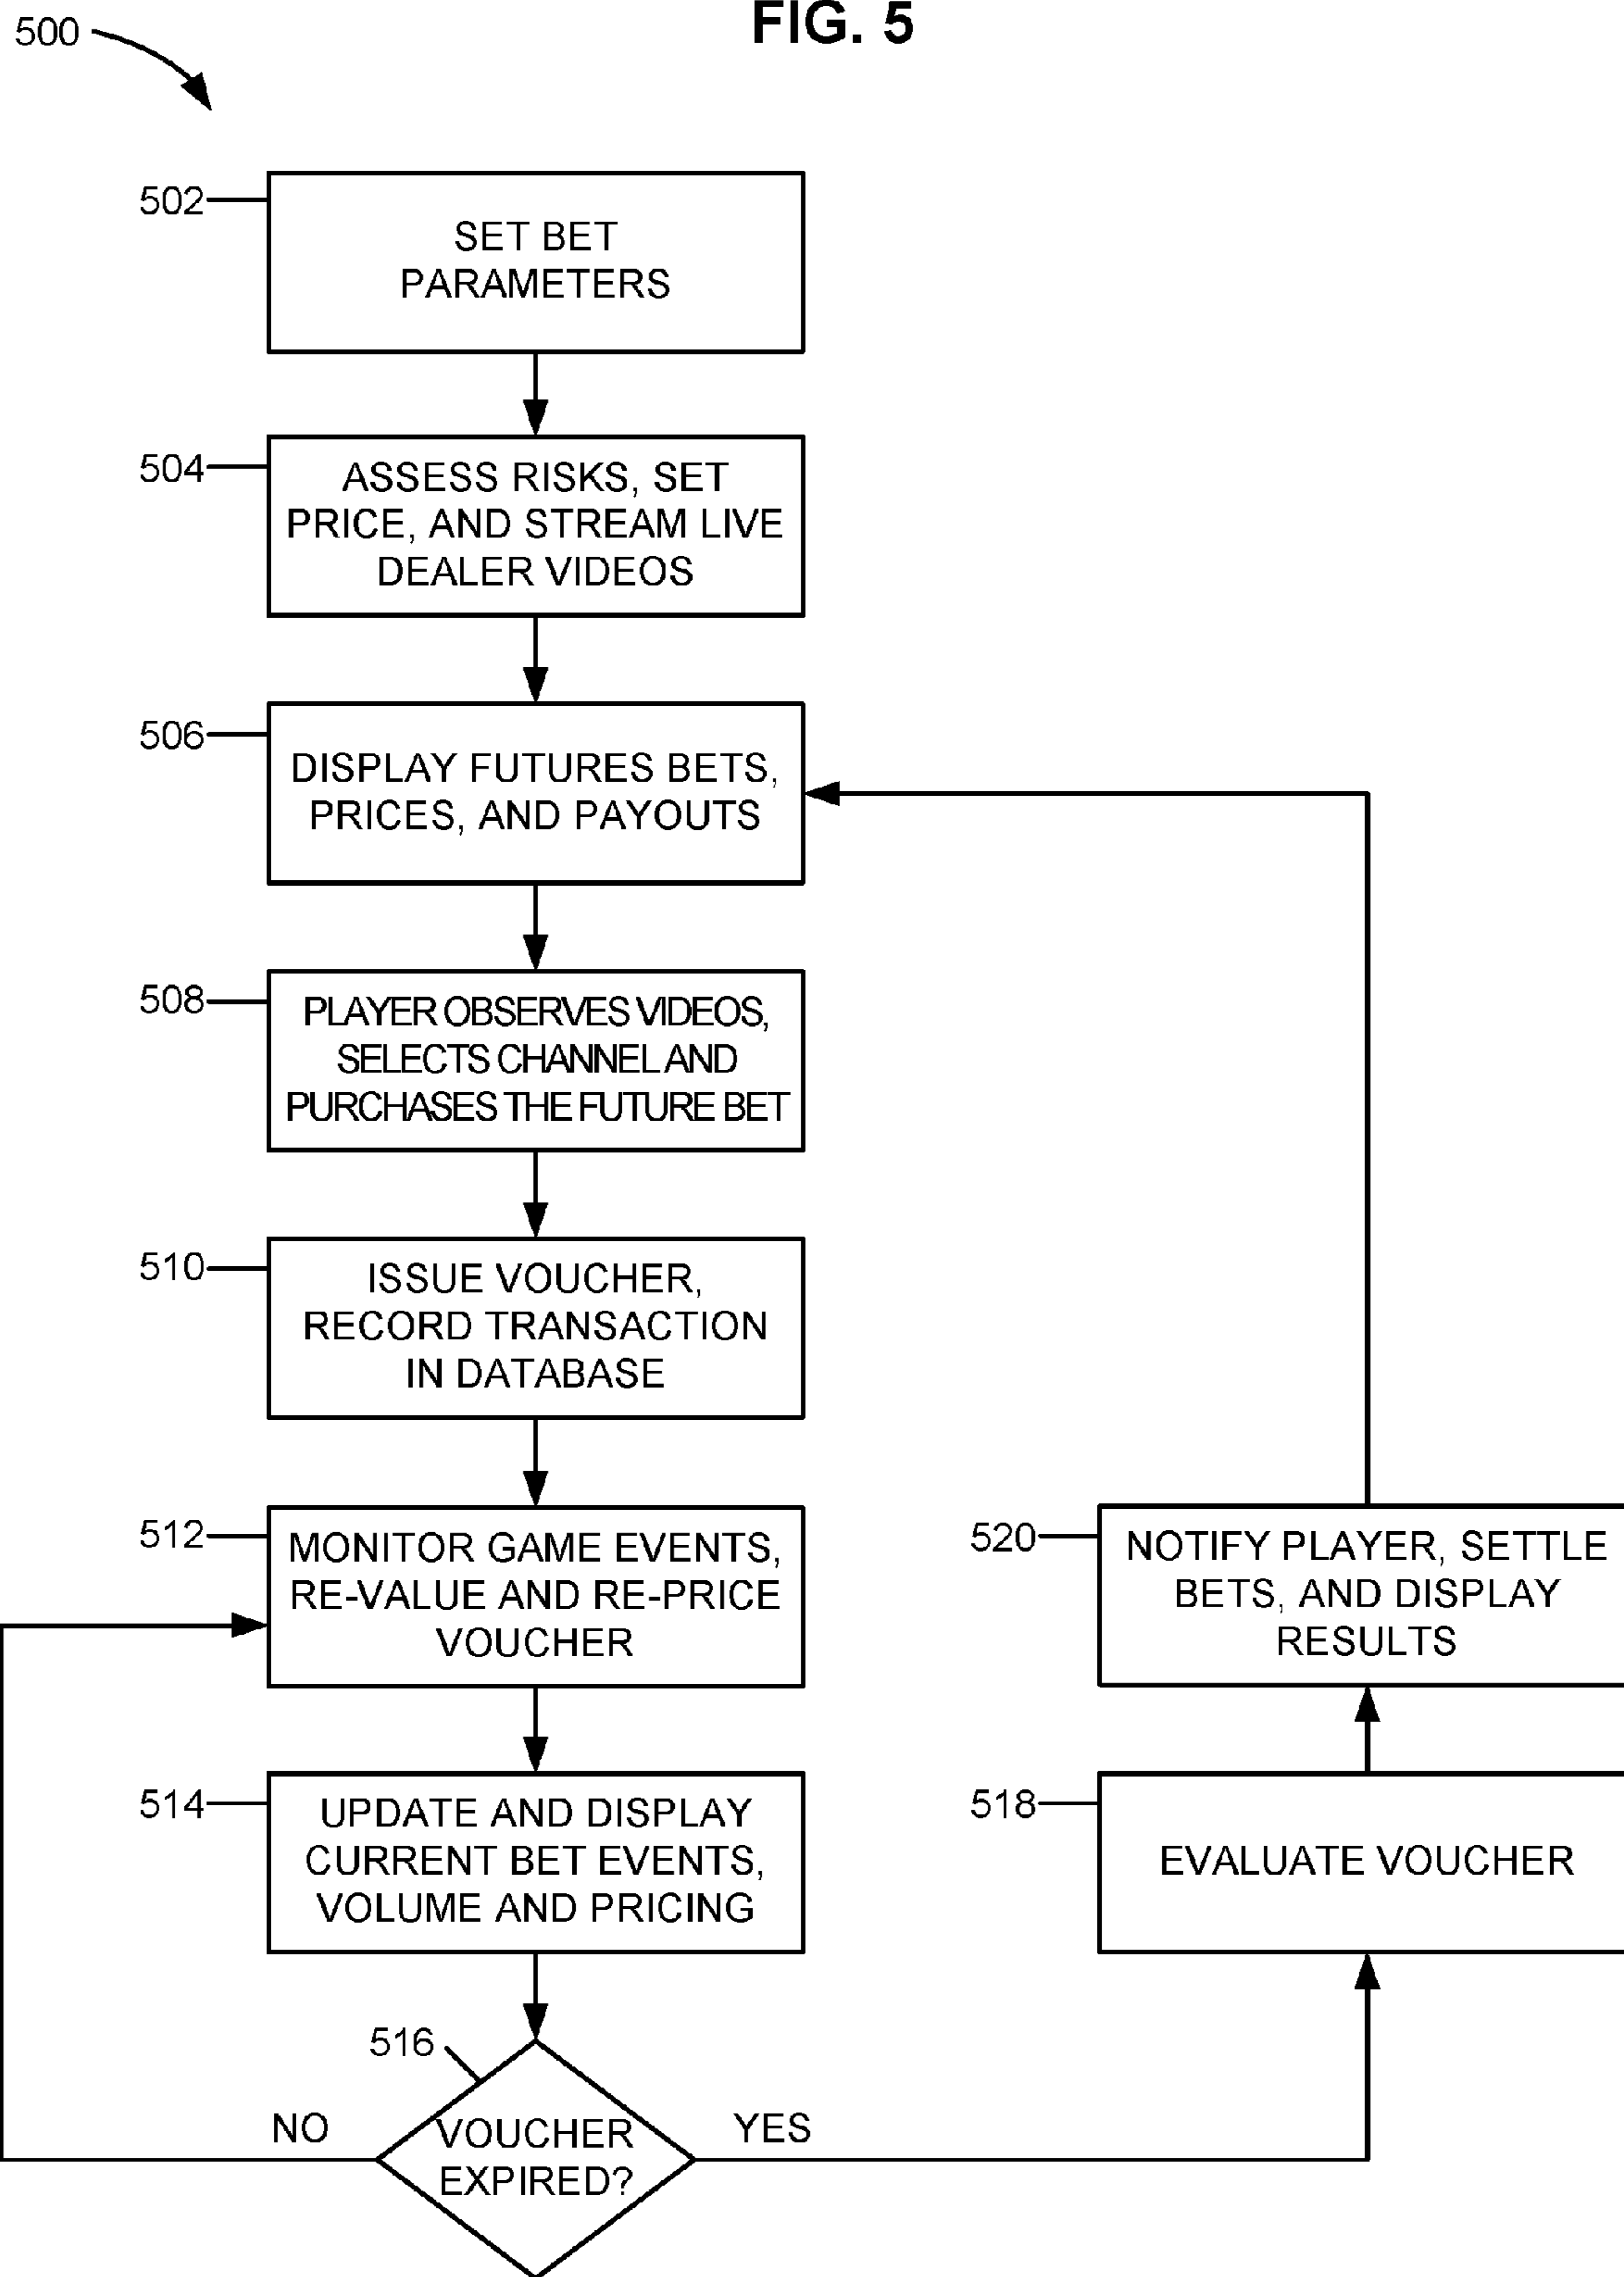 FIG. 5
500
502
SET BET
PARAMETERS
504
ASSESS RISKS, SET
PRICE, AND STREAM LIVE
DEALER VIDEOS
506
DISPLAY FUTURES BETS,
PRICES, AND PAYOUTS
508
PLAYER OBSERVES VIDEOS,
SELECTS CHANNEL AND
PURCHASES THE FUTURE BET
510
ISSUE VOUCHER,
RECORD TRANSACTION
IN DATABASE
512
MONITOR GAME EVENTS,
RE-VALUE AND RE-PRICE
VOUCHER
514
UPDATE AND DISPLAY
CURRENT BET EVENTS,
VOLUME AND PRICING
516
VOUCHER
EXPIRED?
NO
YES
518
EVALUATE VOUCHER
520
NOTIFY PLAYER, SETTLE
BETS, AND DISPLAY
RESULTS